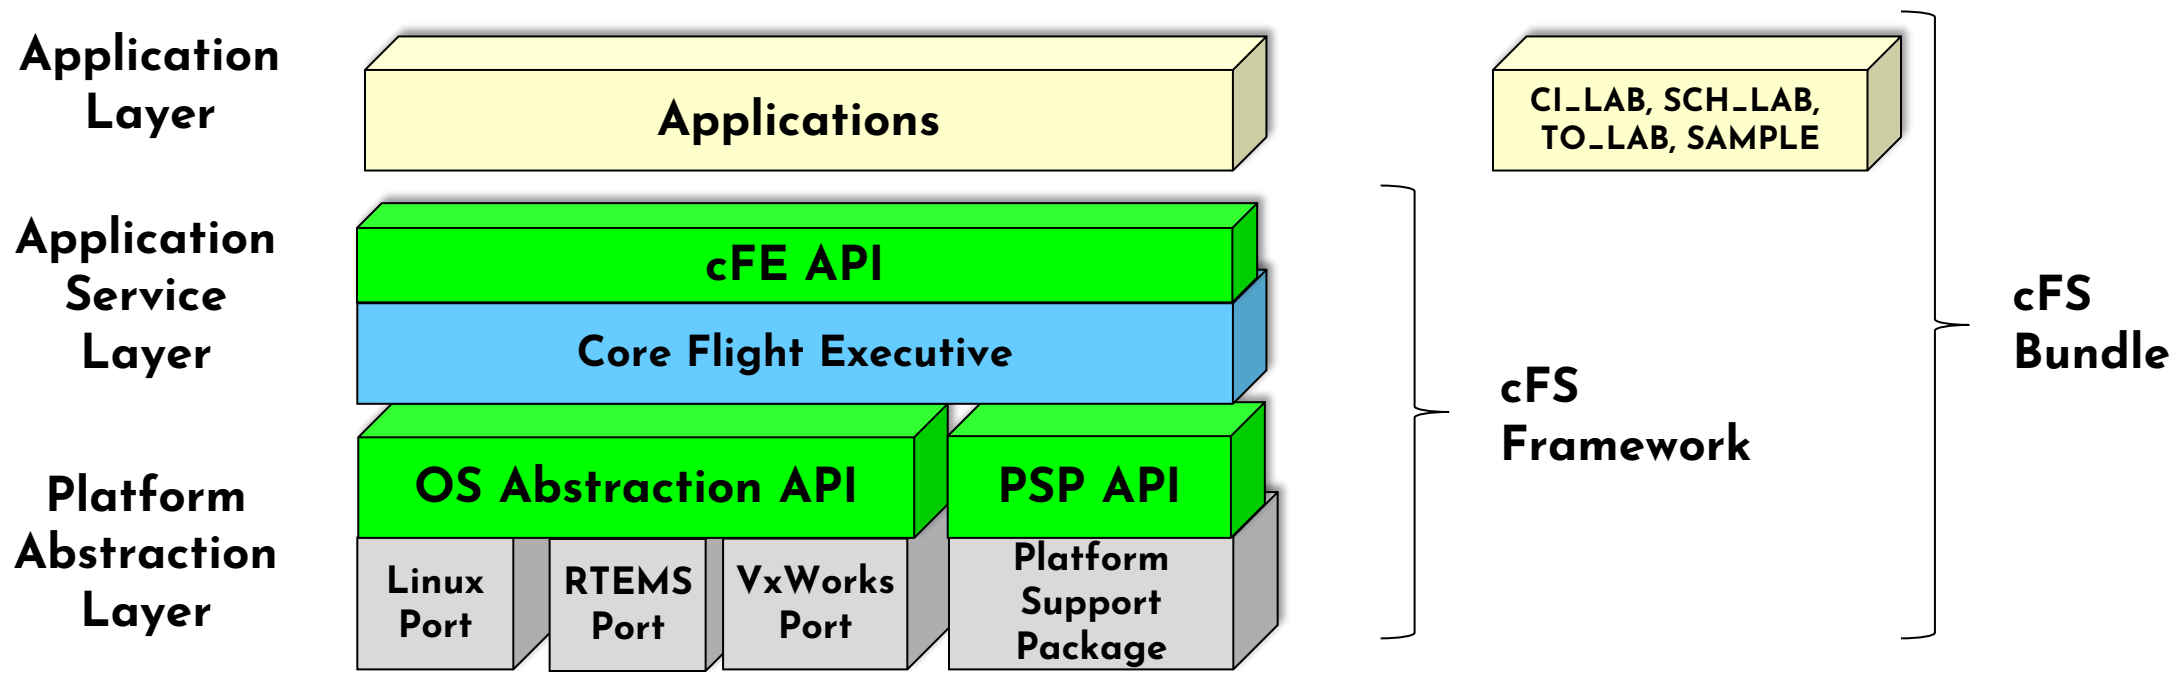 Application
Layer
Applications
CI_LAB, SCH_LAB,
TO_LAB, SAMPLE
Application
Service
Layer
cFE API
Core Flight Executive
cFS
Framework
cFS
Bundle
Platform
Abstraction
Layer
OS Abstraction API
PSP API
Linux
Port
RTEMS
Port
VxWorks
Port
Platform
Support
Package